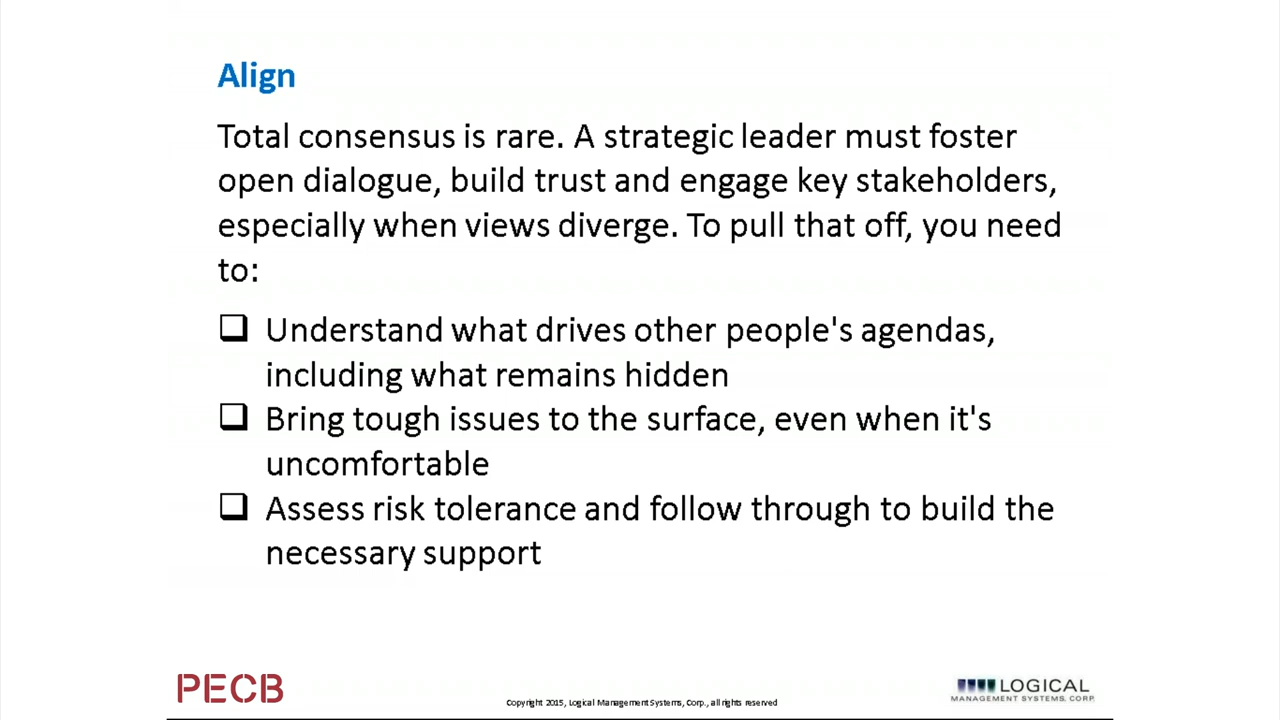 Align
Total consensus is rare. A strategic leader must foster
open dialogue, build trust and engage key stakeholders,
especially when views diverge. To pull that off, you need
to:
❑ Understand what drives other people's agendas,
including what remains hidden
❑ Bring tough issues to the surface, even when it's
uncomfortable
❑ Assess risk tolerance and follow through to build the
necessary support
PECB
Copyright 2015, Logical Management Systems, Corp., all rights reserved
LOGICAL
MANAGEMENT SYSTEMS, CORP.